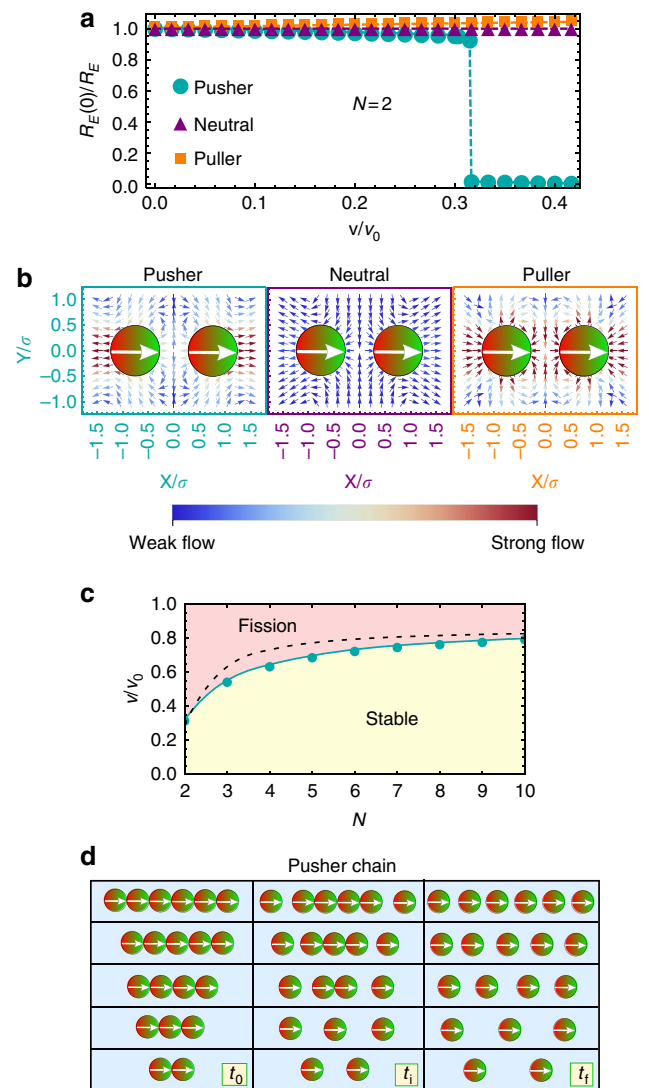 a
R_E(0)/R_E
1.0
0.8
0.6
0.4
0.2
0.0
Pusher
Neutral
Puller
N=2
0.0 0.1 0.2 0.3 0.4
v/v₀
b
Pusher Neutral Puller
Y/σ
1.0
0.5
0.0
−0.5
−1.0
−1.5 −1.0 −0.5 0.0 0.5 1.0 1.5 −1.5 −1.0 −0.5 0.0 0.5 1.0 1.5 −1.5 −1.0 −0.5 0.0 0.5 1.0 1.5
X/σ X/σ X/σ
Weak flow Strong flow
c
v/v₀
1.0
0.8
0.6
0.4
0.2
0.0
Fission
Stable
2 3 4 5 6 7 8 9 10
N
d
Pusher chain
t₀ tᵢ t_f